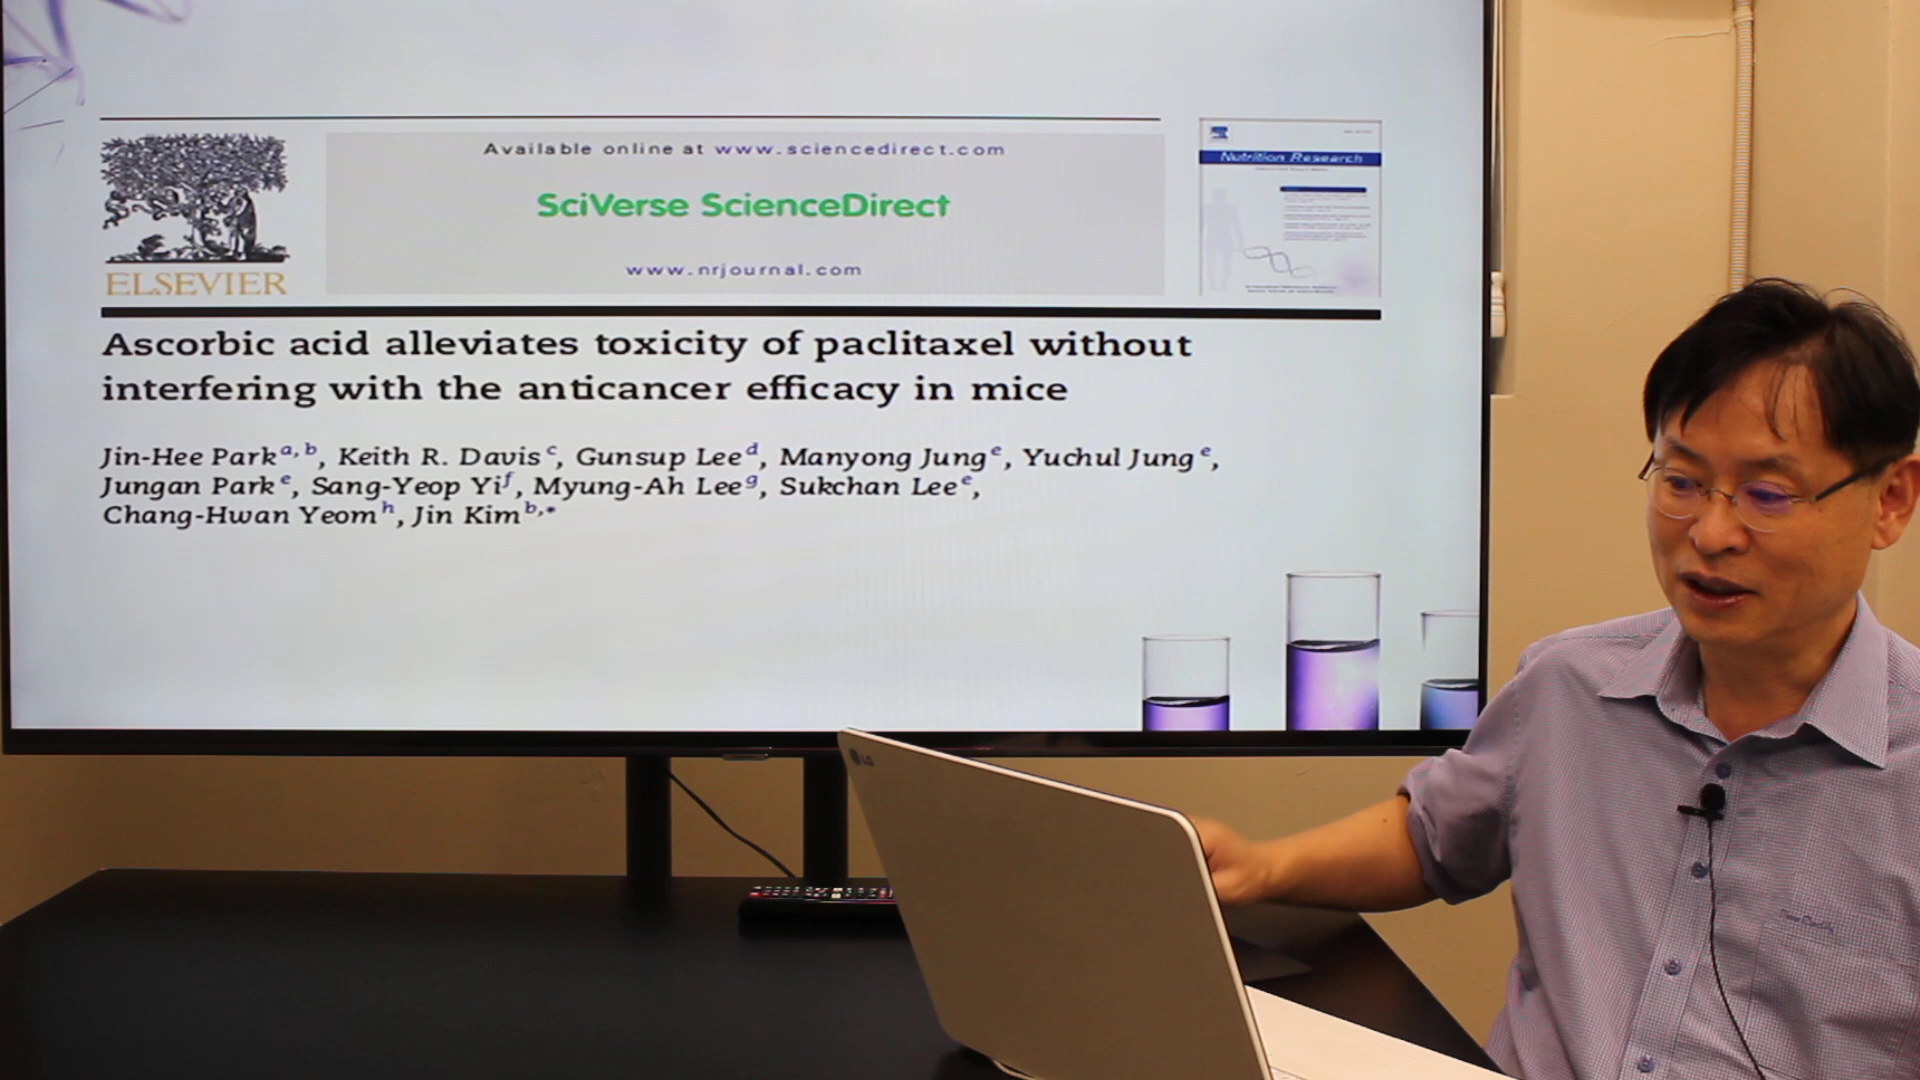 Available online at www.sciencedirect.com
SciVerse ScienceDirect
www.nrjournal.com
ELSEVIER
Nutrition Research
Ascorbic acid alleviates toxicity of paclitaxel without
interfering with the anticancer efficacy in mice
Jin-Hee Park a, b, Keith R. Davis c, Gunsup Lee d, Manyong Jung e, Yuchul Jung e,
Jungan Park e, Sang-Yeop Yi f, Myung-Ah Lee g, Sukchan Lee e,
Chang-Hwan Yeom h, Jin Kim b,*
LG